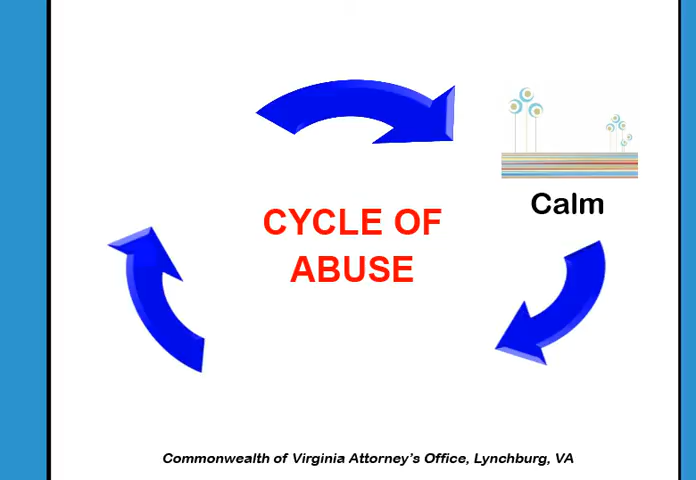 Calm
CYCLE OF
ABUSE
Commonwealth of Virginia Attorney's Office, Lynchburg, VA